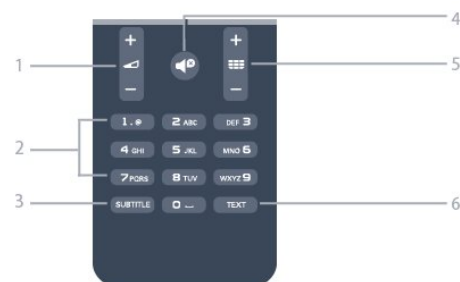 4
+ +
1 5
- -
1.@ 2 ABC DEF 3
2
4 GHI 5 JKL MNO 6
7 PQRS 8 TUV WXYZ 9
3 SUBTITLE 0 TEXT 6